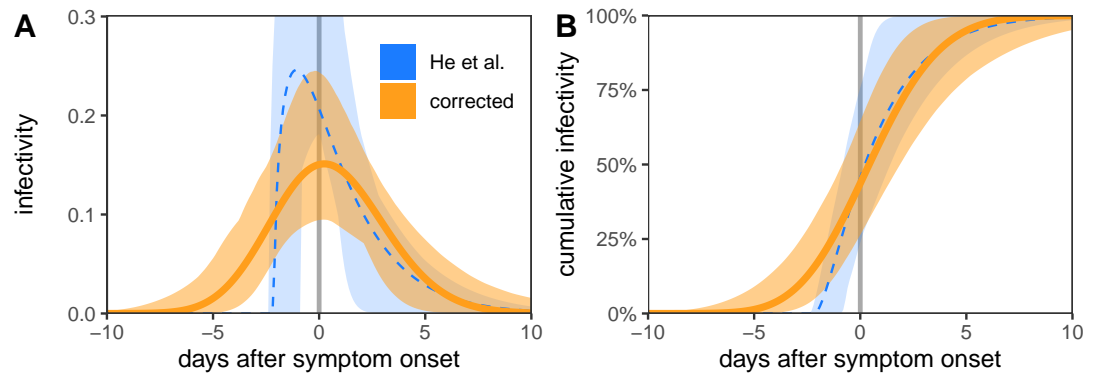 A
infectivity
0.3
0.2
0.1
0.0
He et al.
corrected
−10
−5
0
5
10
days after symptom onset
B
cumulative infectivity
100%
75%
50%
25%
0%
−10
−5
0
5
10
days after symptom onset